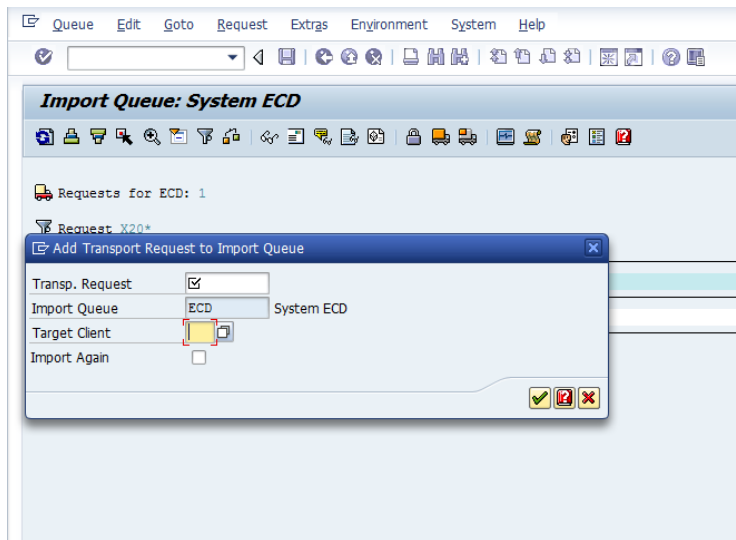 Queue Edit Goto Request Extras Environment System Help
Import Queue: System ECD
Requests for ECD: 1
Request X20*
Add Transport Request to Import Queue
Transp. Request
Import Queue ECD System ECD
Target Client
Import Again